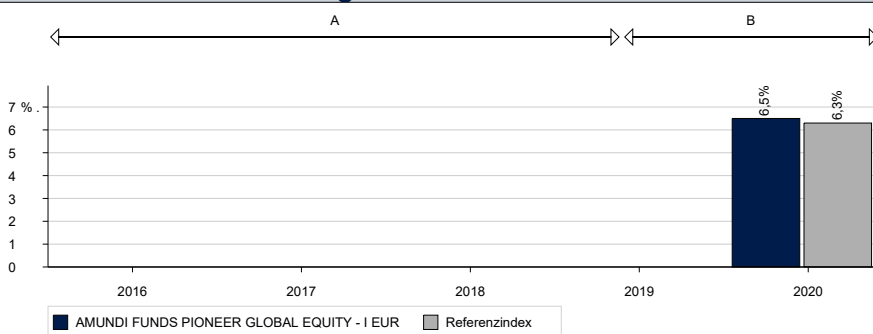 A
B
7 % .
6
5
4
3
2
1
0
6,5%
6,3%
2016
2017
2018
2019
2020
AMUNDI FUNDS PIONEER GLOBAL EQUITY - I EUR
Referenzindex